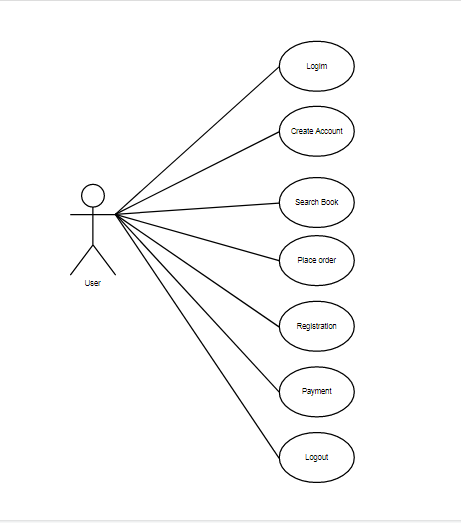 Logim
Create Account
Search Book
Place order
User
Registration
Payment
Logout